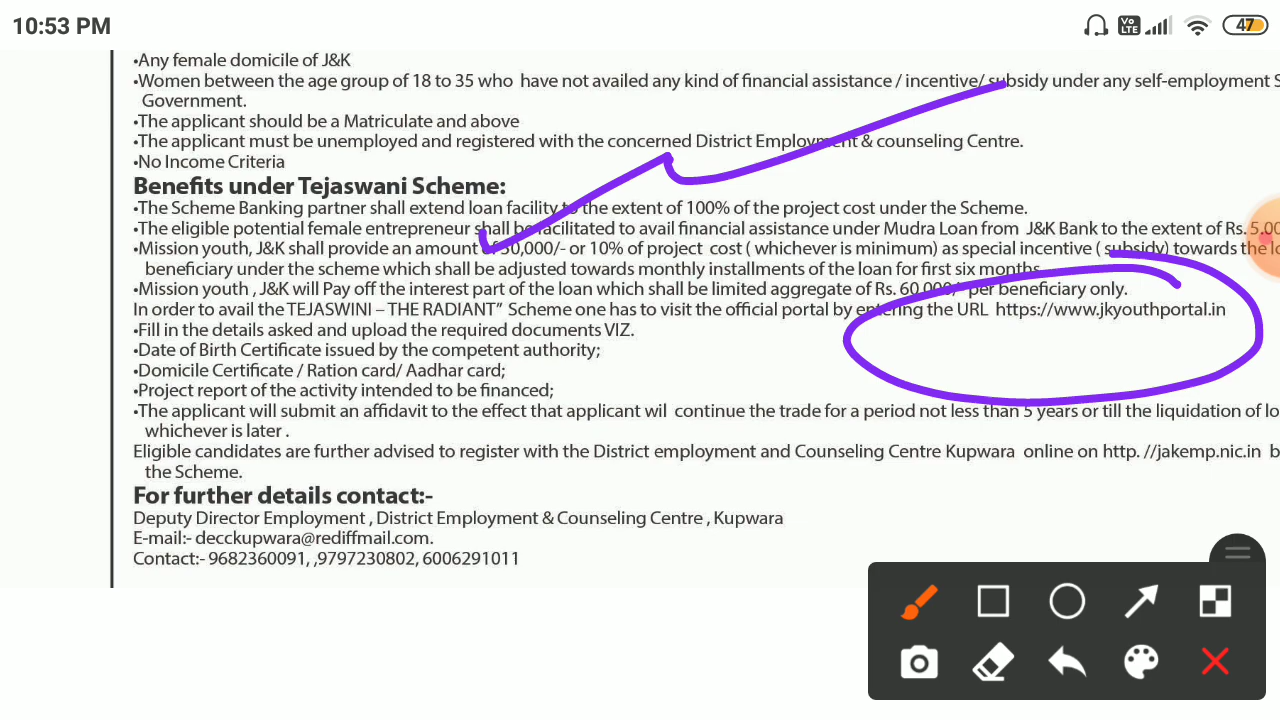 10:53 PM
Vo LTE
47
•Any female domicile of J&K
•Women between the age group of 18 to 35 who have not availed any kind of financial assistance / incentive/ subsidy under any self-employment S
Government.
•The applicant should be a Matriculate and above
•The applicant must be unemployed and registered with the concerned District Employment & counseling Centre.
•No Income Criteria
Benefits under Tejaswani Scheme:
•The Scheme Banking partner shall extend loan facility to the extent of 100% of the project cost under the Scheme.
•The eligible potential female entrepreneur shall be facilitated to avail financial assistance under Mudra Loan from J&K Bank to the extent of Rs. 5,00
•Mission youth, J&K shall provide an amount of 50,000/- or 10% of project cost ( whichever is minimum) as special incentive ( subsidy) towards the lo
beneficiary under the scheme which shall be adjusted towards monthly installments of the loan for first six months.
•Mission youth , J&K will Pay off the interest part of the loan which shall be limited aggregate of Rs. 60,000/- per beneficiary only.
In order to avail the TEJASWINI – THE RADIANT” Scheme one has to visit the official portal by entering the URL https://www.jkyouthportal.in
•Fill in the details asked and upload the required documents VIZ.
•Date of Birth Certificate issued by the competent authority;
•Domicile Certificate / Ration card/ Aadhar card;
•Project report of the activity intended to be financed;
•The applicant will submit an affidavit to the effect that applicant wil continue the trade for a period not less than 5 years or till the liquidation of lo
whichever is later .
Eligible candidates are further advised to register with the District employment and Counseling Centre Kupwara online on http. //jakemp.nic.in b
the Scheme.
For further details contact:-
Deputy Director Employment , District Employment & Counseling Centre , Kupwara
E-mail:- decckupwara@rediffmail.com.
Contact:- 9682360091, ,9797230802, 6006291011